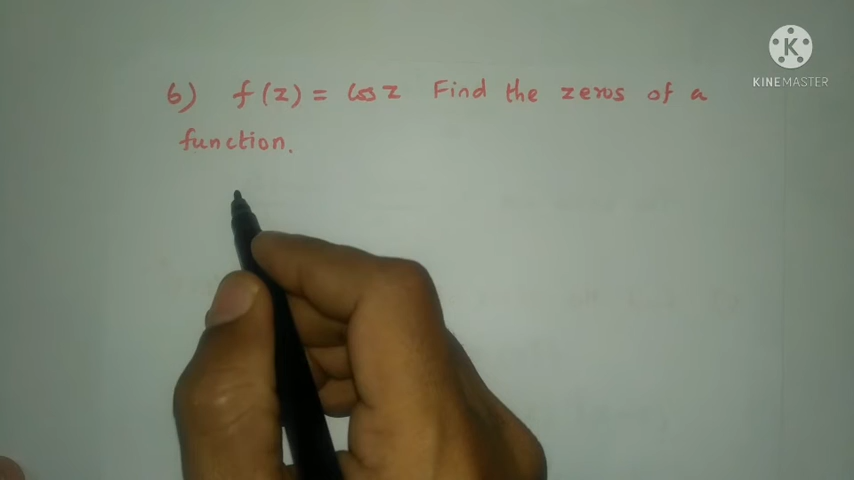 6) f(z) = cos z Find the zeros of a
function.
K
KINEMASTER